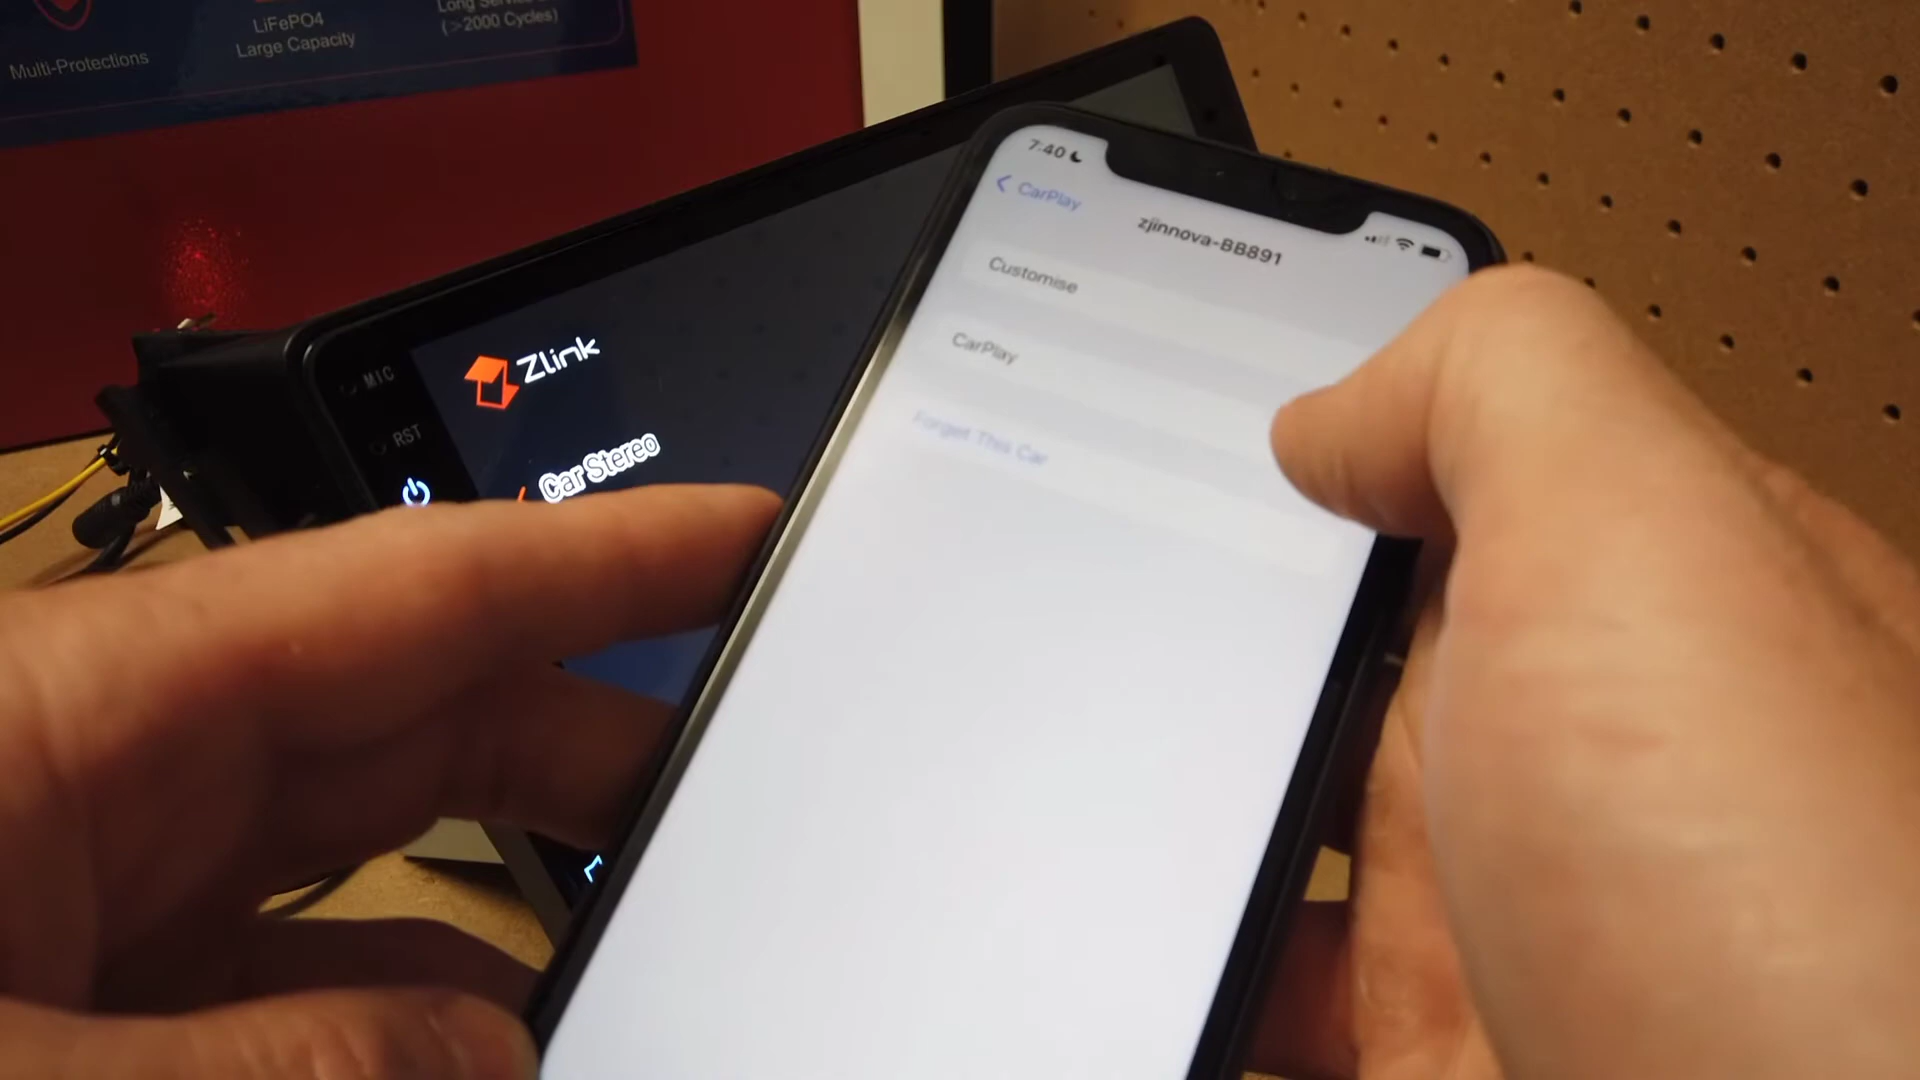 Multi-Protections
LiFePO4
Large Capacity
Long
(>2000 Cycles)
MIC
RST
Zlink
Car Stereo
7:40
CarPlay
zjinnova-BB891
Customise
CarPlay
Forget This Car